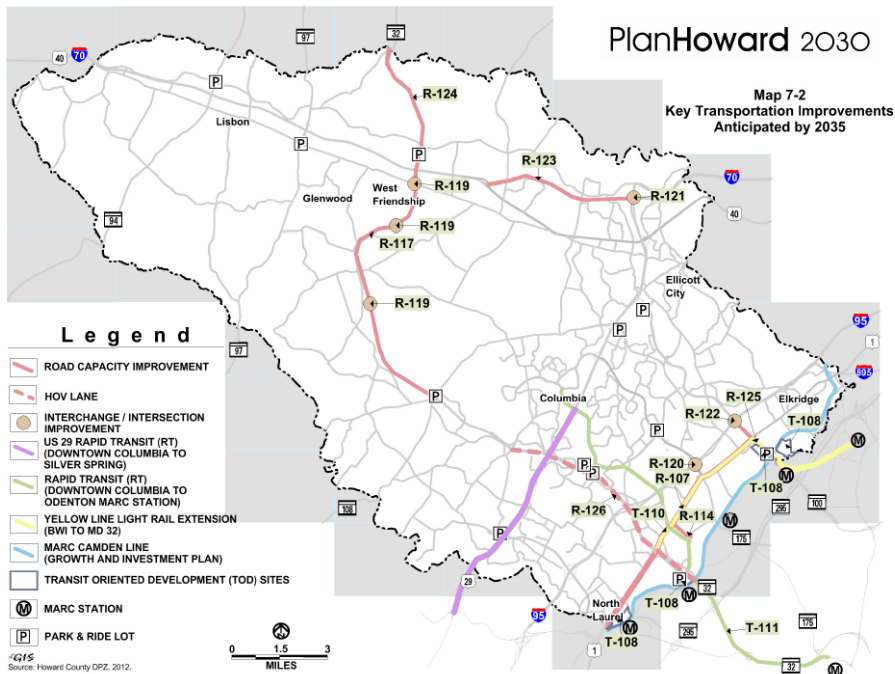 PlanHoward 2030
Map 7-2
Key Transportation Improvements
Anticipated by 2035
97
32
40
70
P
R-124
Lisbon
P
P
R-123
R-119
R-121
70
West
Friendship
Glenwood
40
94
R-119
R-117
Ellicott
City
R-119
P
P
95
1
97
895
P
Columbia
R-125
Elkridge
R-122
T-108
P
M
P
P
P
R-120
R-107
T-108
M
295
100
108
R-126
T-110
R-114
M
175
P
29
P
32
M
T-108
95
North
Laurel
M
T-108
1
295
T-111
175
32
M
Legend
ROAD CAPACITY IMPROVEMENT
HOV LANE
INTERCHANGE / INTERSECTION
IMPROVEMENT
US 29 RAPID TRANSIT (RT)
(DOWNTOWN COLUMBIA TO
SILVER SPRING)
RAPID TRANSIT (RT)
(DOWNTOWN COLUMBIA TO
ODENTON MARC STATION)
YELLOW LINE LIGHT RAIL EXTENSION
(BWI TO MD 32)
MARC CAMDEN LINE
(GROWTH AND INVESTMENT PLAN)
TRANSIT ORIENTED DEVELOPMENT (TOD) SITES
M MARC STATION
P PARK & RIDE LOT
0 1.5 3
MILES
GIS
Source: Howard County DPZ, 2012.